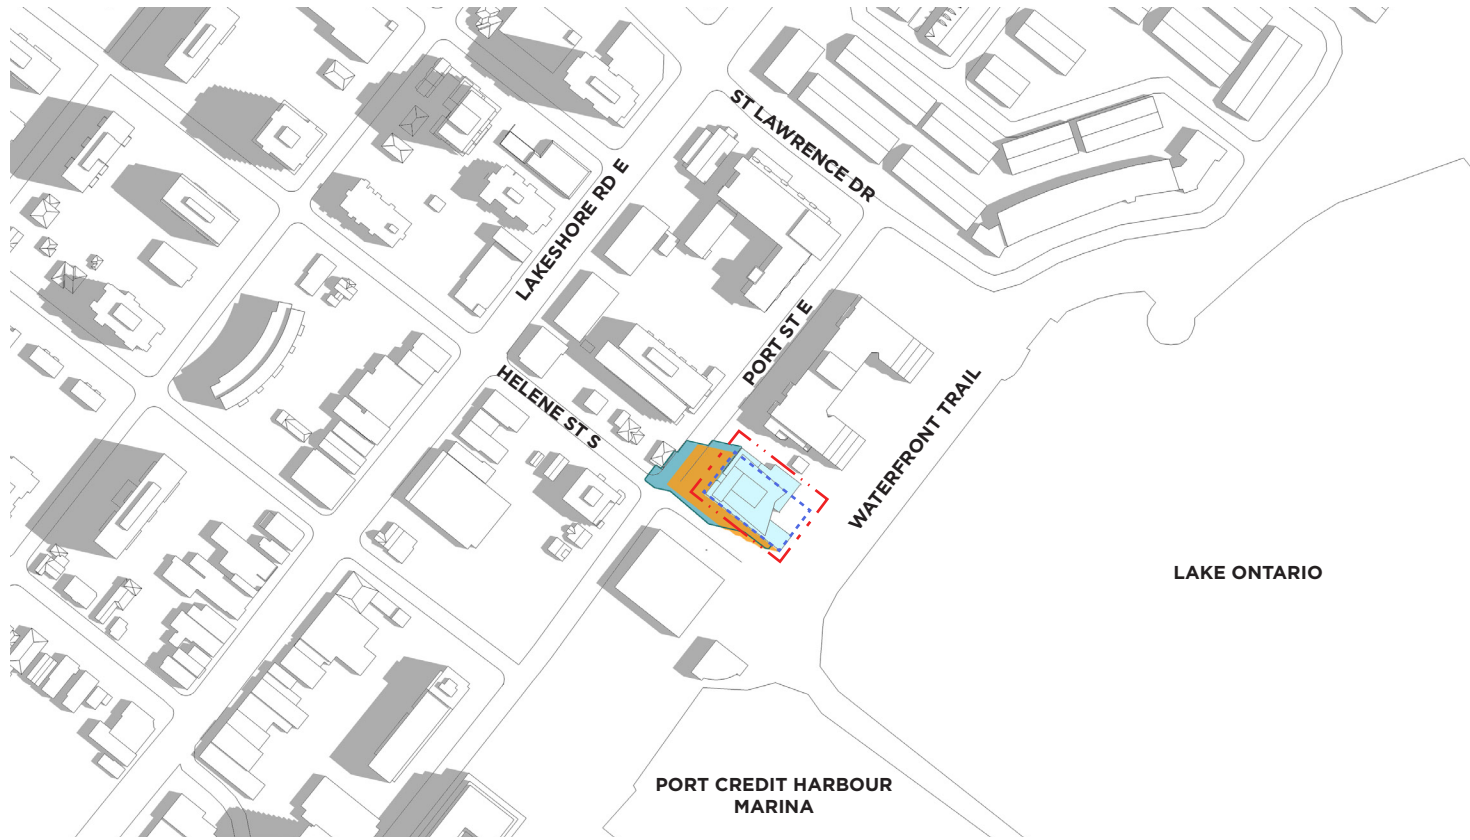 ST LAWRENCE DR
LAKESHORE RD E
PORT ST E
HELENE ST S
WATERFRONT TRAIL
LAKE ONTARIO
PORT CREDIT HARBOUR
MARINA